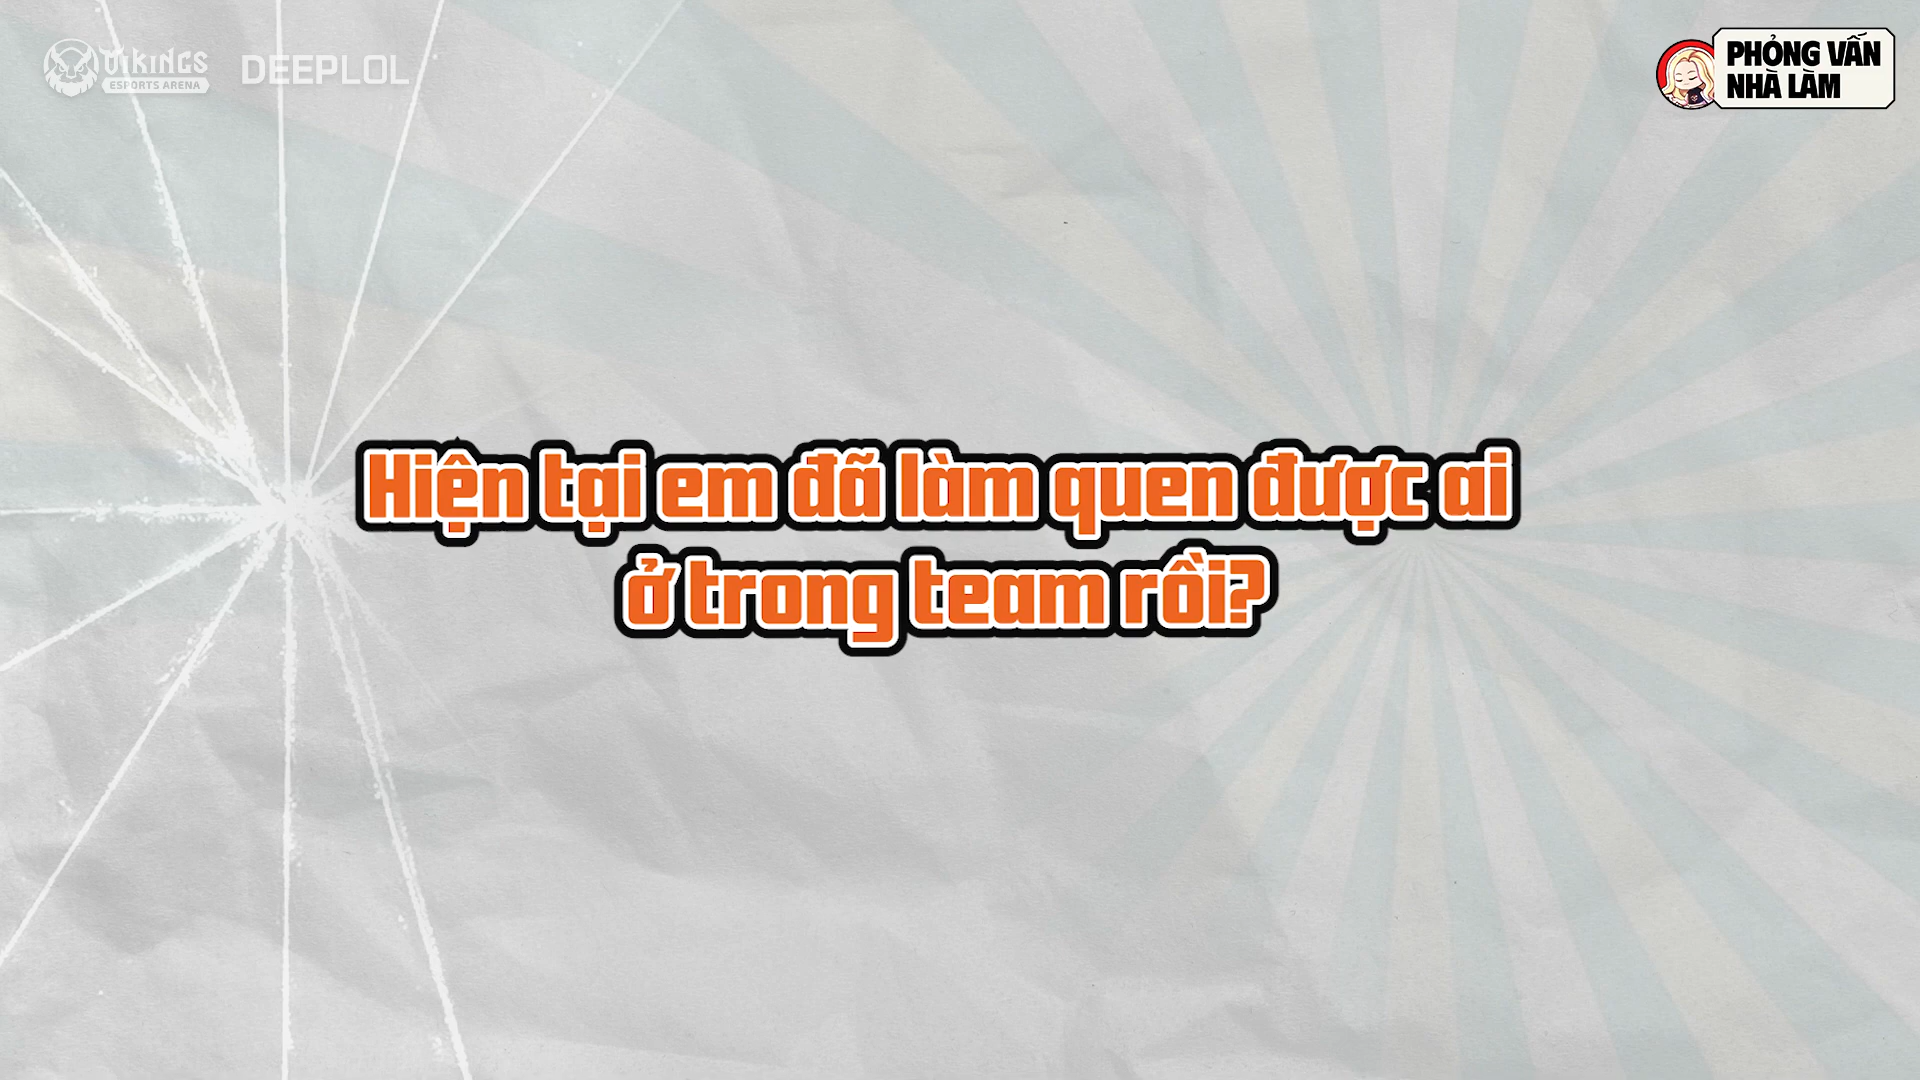 VIKINGS
ESPORTS ARENA
DEEPLOL
PHỎNG VẤN
NHÀ LÀM
Hiện tại em đã làm quen được ai
ở trong team rồi?